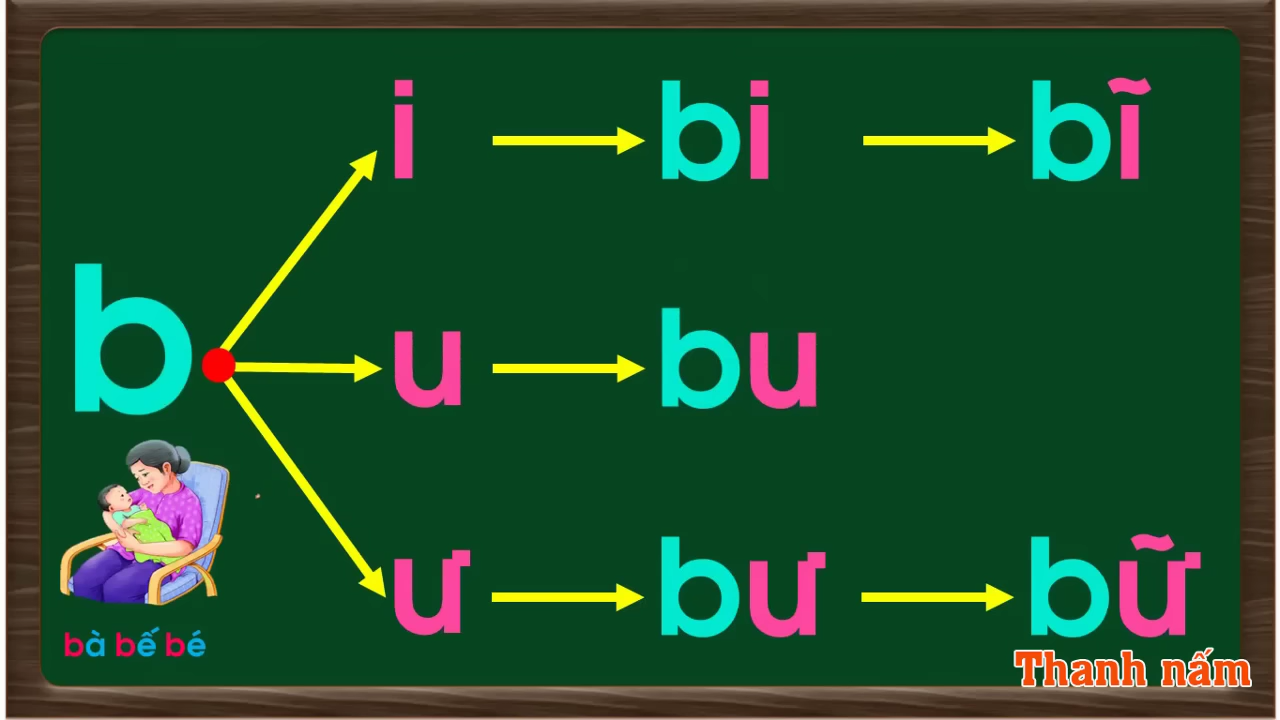 i bi bĩ
b u bu
ư bư bữ
bà bế bé
Thanh nấm